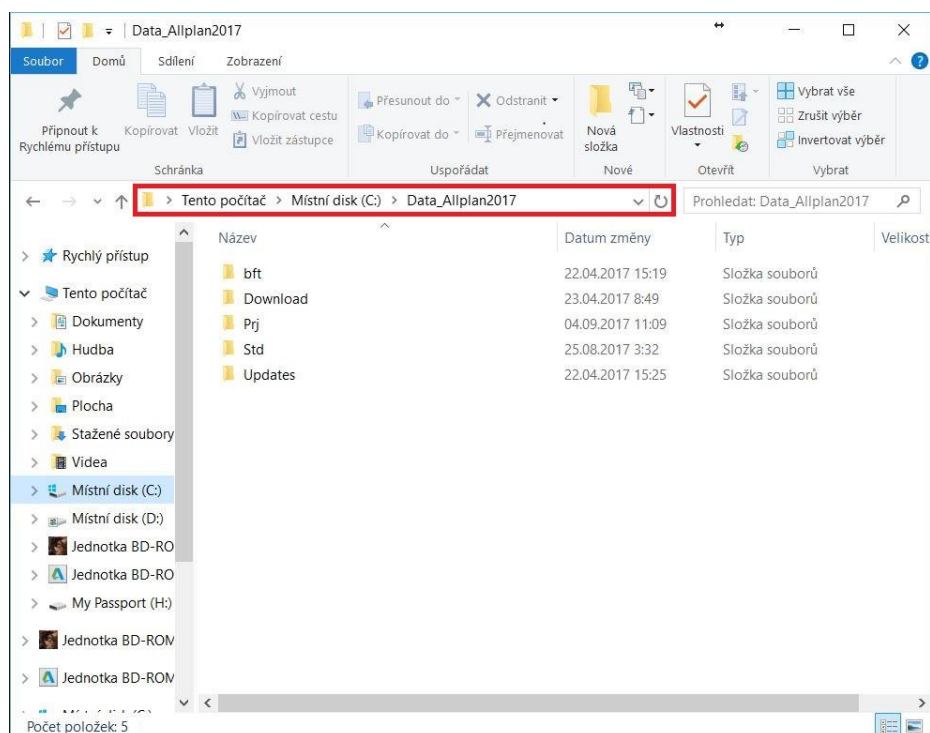 Data_Allplan2017
Soubor Domů Sdílení Zobrazení
Připnout k Rychlému přístupu
Kopírovat
Vložit
Vyjmout
Kopírovat cestu
Vložit zástupce
Schránka
Přesunout do
Kopírovat do
Odstranit
Přejmenovat
Uspořádat
Nová složka
Nové
Vlastnosti
Otevřít
Vybrat vše
Zrušit výběr
Invertovat výběr
Vybrat
Tento počítač > Místní disk (C:) > Data_Allplan2017
Prohledat: Data_Allplan2017
Rychlý přístup
Tento počítač
Dokumenty
Hudba
Obrázky
Plocha
Stažené soubory
Videa
Místní disk (C:)
Místní disk (D:)
Jednotka BD-RO
Jednotka BD-RO
My Passport (H:)
Jednotka BD-ROM
Jednotka BD-ROM
Název Datum změny Typ Velikost
bft 22.04.2017 15:19 Složka souborů
Download 23.04.2017 8:49 Složka souborů
Prj 04.09.2017 11:09 Složka souborů
Std 25.08.2017 3:32 Složka souborů
Updates 22.04.2017 15:25 Složka souborů
Počet položek: 5